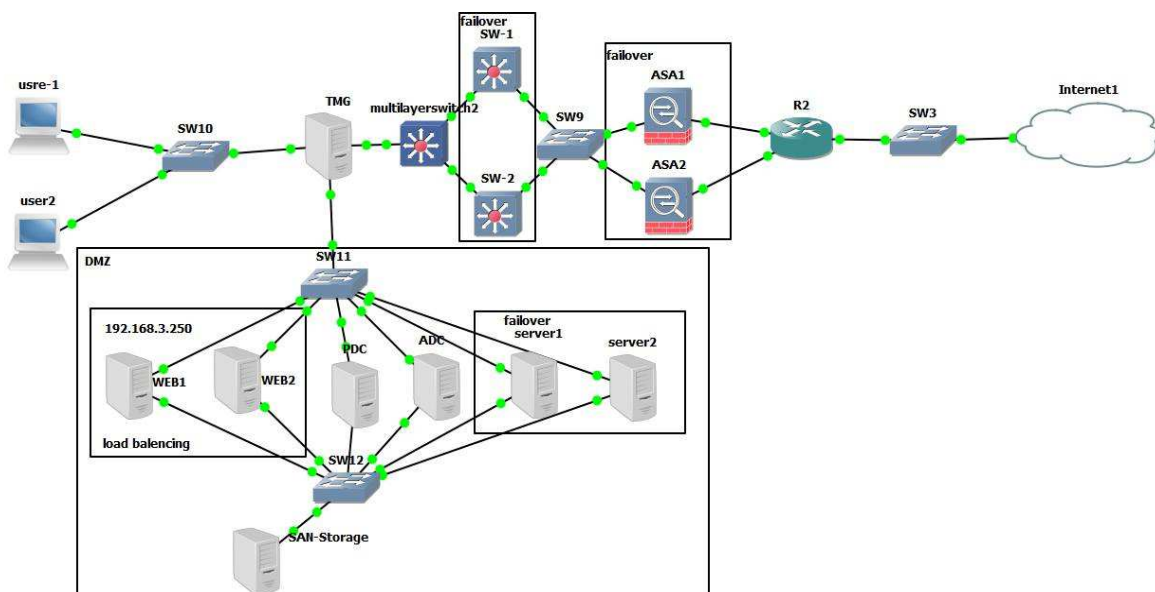 failover
SW-1
failover
ASA1
usre-1
TMG
multilayerswitch2
R2
Internet1
SW10
SW9
SW3
user2
SW-2
ASA2
DMZ
SW11
192.168.3.250
failover
server1
PDC
ADC
server2
WEB1
WEB2
load balencing
SW12
SAN-Storage